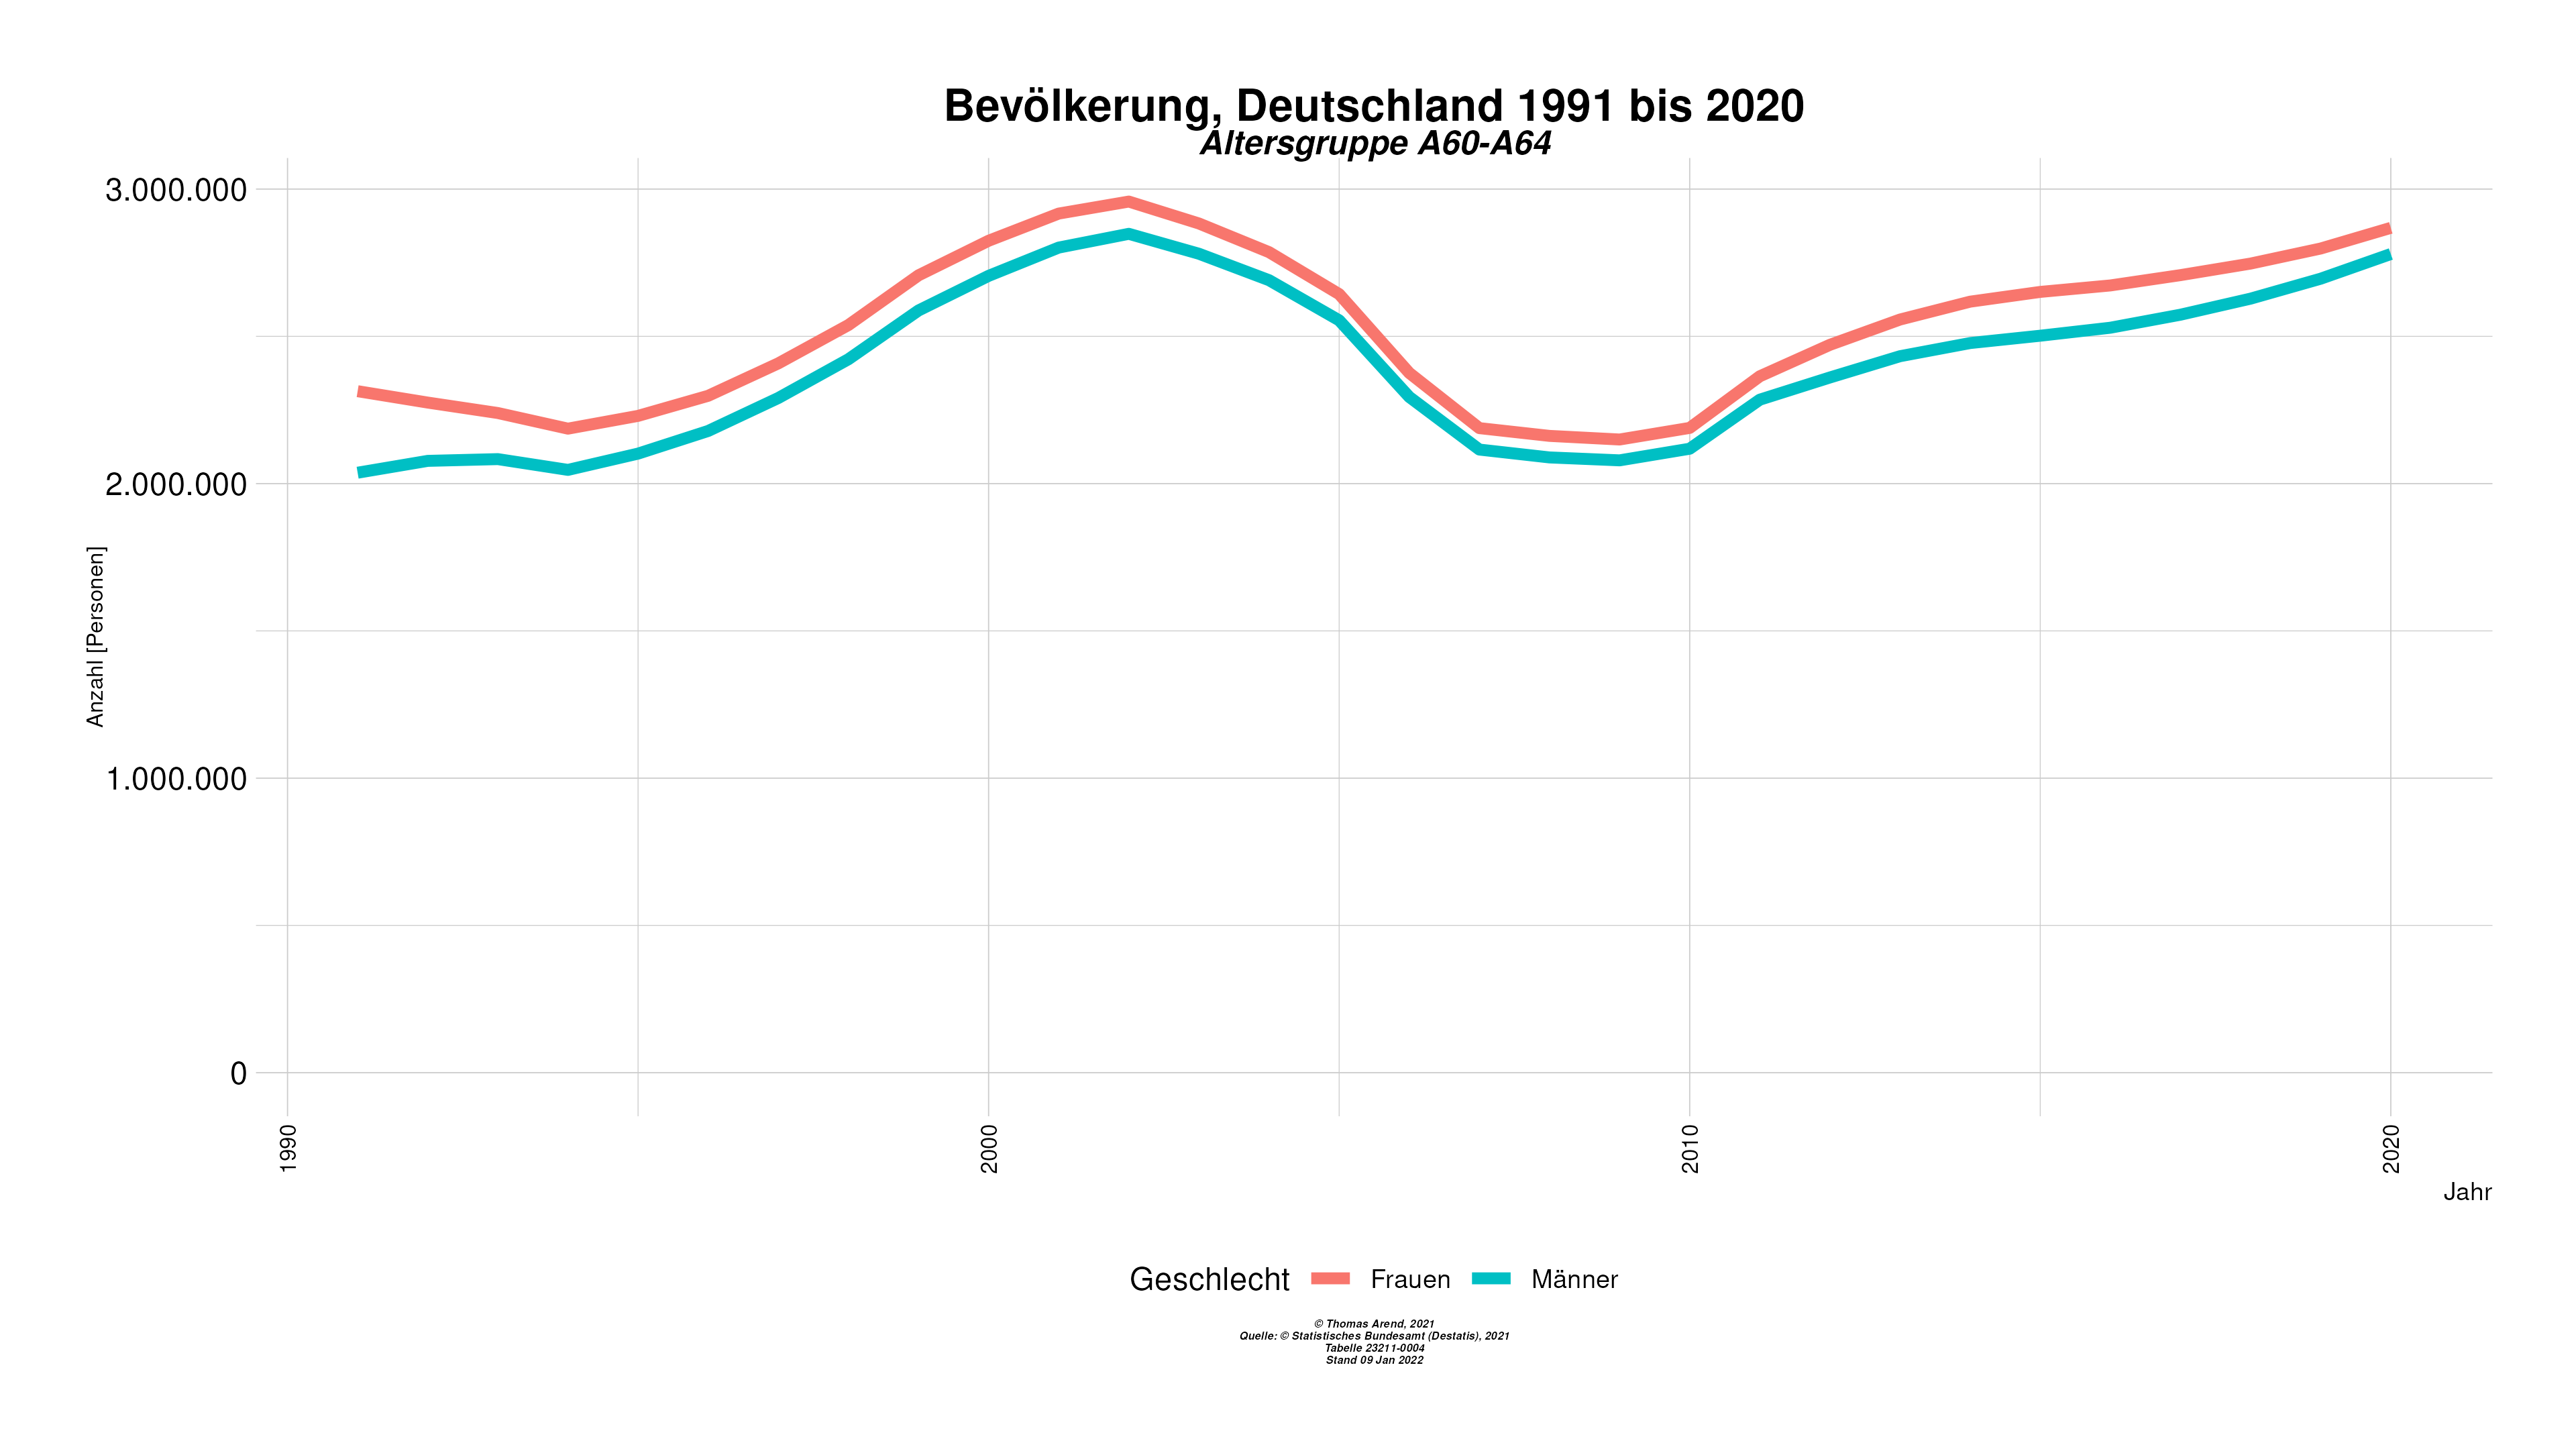 Bevölkerung, Deutschland 1991 bis 2020
Altersgruppe A60-A64
3.000.000
2.000.000
1.000.000
0
Anzahl [Personen]
1990
2000
2010
2020
Jahr
Geschlecht Frauen Männer
© Thomas Arend, 2021
Quelle: © Statistisches Bundesamt (Destatis), 2021
Tabelle 23211-0004
Stand 09 Jan 2022